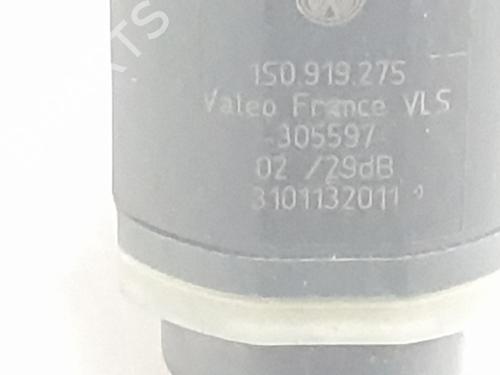 1S0.919.275
Valeo France VLS
305597
02 /29dB
3101132011